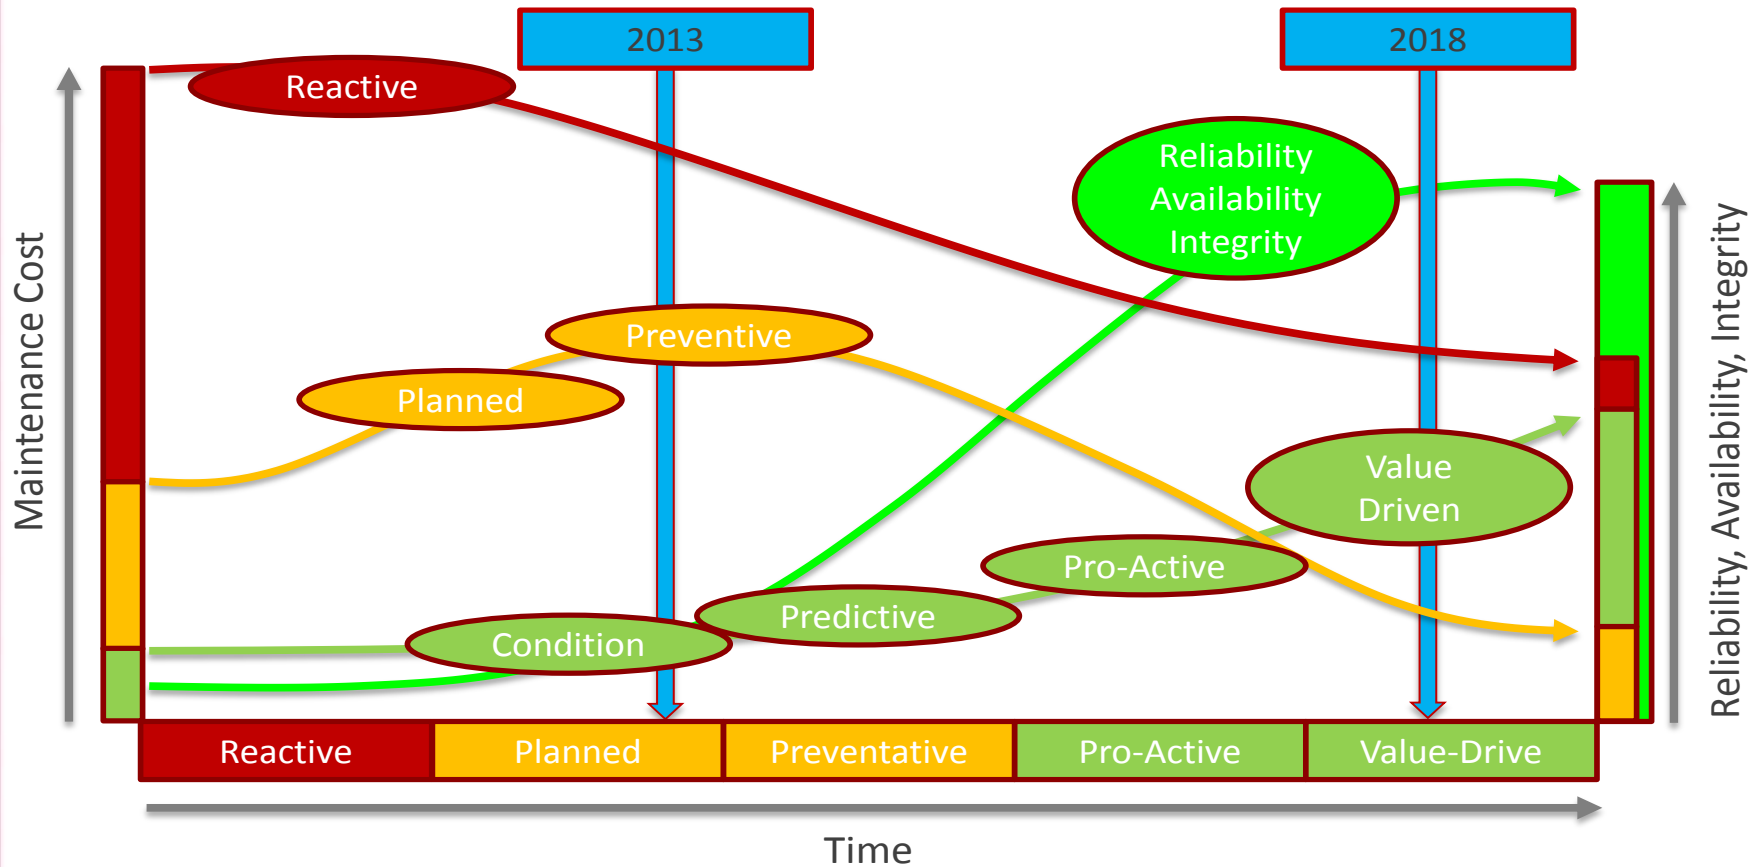 2013
2018
Reactive
Reliability
Availability
Integrity
Preventive
Planned
Value
Driven
Pro-Active
Predictive
Condition
Maintenance Cost
Reliability, Availability, Integrity
Reactive
Planned
Preventative
Pro-Active
Value-Drive
Time